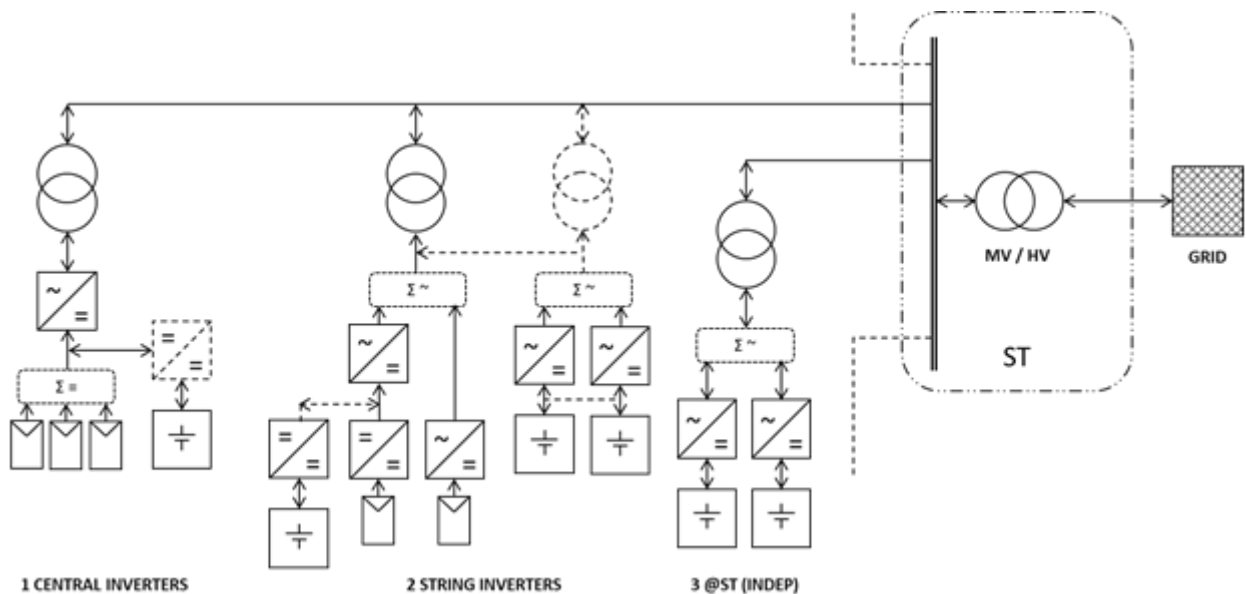 MV / HV
GRID
ST
Σ ~
Σ ~
Σ ~
Σ =
1 CENTRAL INVERTERS
2 STRING INVERTERS
3 @ST (INDEP)